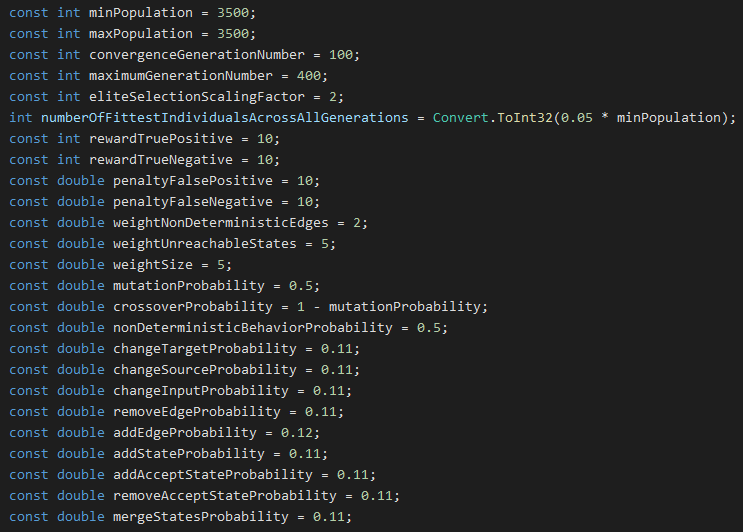 const int minPopulation = 3500;
const int maxPopulation = 3500;
const int convergenceGenerationNumber = 100;
const int maximumGenerationNumber = 400;
const int eliteSelectionScalingFactor = 2;
int numberOfFittestIndividualsAcrossAllGenerations = Convert.ToInt32(0.05 * minPopulation);
const int rewardTruePositive = 10;
const int rewardTrueNegative = 10;
const double penaltyFalsePositive = 10;
const double penaltyFalseNegative = 10;
const double weightNonDeterministicEdges = 2;
const double weightUnreachableStates = 5;
const double weightSize = 5;
const double mutationProbability = 0.5;
const double crossoverProbability = 1 - mutationProbability;
const double nonDeterministicBehaviorProbability = 0.5;
const double changeTargetProbability = 0.11;
const double changeSourceProbability = 0.11;
const double changeInputProbability = 0.11;
const double removeEdgeProbability = 0.11;
const double addEdgeProbability = 0.12;
const double addStateProbability = 0.11;
const double addAcceptStateProbability = 0.11;
const double removeAcceptStateProbability = 0.11;
const double mergeStatesProbability = 0.11;